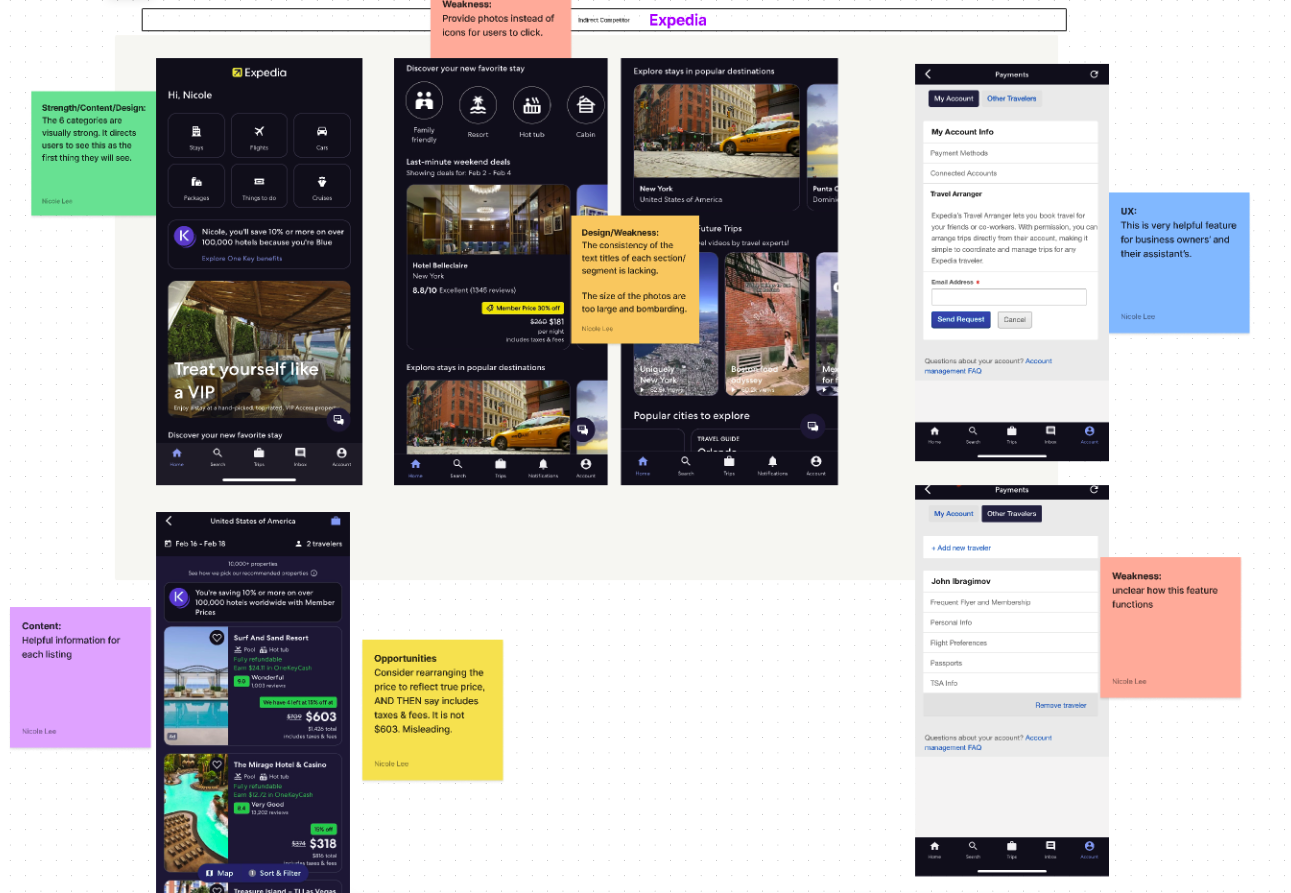 Weakness:
Provide photos instead of
icons for users to click.
Indirect Competitor
Expedia
Strength/Content/Design:
The 6 categories are
visually strong. It directs
users to see this as the
first thing they will see.
Nicole Lee
Expedia
Hi, Nicole
Stays
Flights
Cars
Packages
Things to do
Cruises
Nicole, you'll save 10% or more on over
100,000 hotels because you're Blue
Explore One Key benefits
Treat yourself like
a VIP
Enjoy a stay at a hand-picked, top-rated, VIP Access
Discover your new favorite stay
Home
Search
Trips
Inbox
Account
Discover your new favorite stay
Family
friendly
Resort
Hot tub
Cabin
Last-minute weekend deals
Showing deals for: Feb 2 - Feb 4
Hotel Belleclaire
New York
8.8/10 Excellent (1345 reviews)
Member Price 30% off
$260 $181
per night
includes taxes & fees
Explore stays in popular destinations
Home
Search
Trips
Notifications
Account
Design/Weakness:
The consistency of the
text titles of each section/
segment is lacking.
The size of the photos are
too large and bombarding.
Nicole Lee
Explore stays in popular destinations
New York
United States of America
Punta C
Domini
Future Trips
vel videos by travel experts!
Uniquely
New York
Popular cities to explore
TRAVEL GUIDE
Home
Search
Trips
Notifications
Account
Payments
My Account
Other Travelers
My Account Info
Payment Methods
Connected Accounts
Travel Arranger
Expedia's Travel Arranger lets you book travel for
your friends or co-workers. With permission, you can
arrange trips directly from their account, making it
simple to coordinate and manage trips for any
Expedia traveler.
Email Address *
Send Request
Cancel
Questions about your account? Account
management FAQ
Home
Search
Trips
Inbox
Account
UX:
This is very helpful feature
for business owners' and
their assistant's.
Nicole Lee
Content:
Helpful information for
each listing
Nicole Lee
United States of America
Feb 16 - Feb 18
2 travelers
10,000+ properties
See how we pick our recommended properties
You're saving 10% or more on over
100,000 hotels worldwide with Member
Prices
Surf And Sand Resort
Pool Hot tub
Fully refundable
Earn $24.11 in OneKeyCash
9.0 Wonderful
1,003 reviews
We have 4 left at 15% off at
$709 $603
$1,426 total
includes taxes & fees
Ad
The Mirage Hotel & Casino
Pool Hot tub
Fully refundable
Earn $12.72 in OneKeyCash
8.4 Very Good
15% off
$374 $318
$816 total
includes taxes & fees
Map
Sort & Filter
Treasure Island - TI Las Vegas
Opportunities
Consider rearranging the
price to reflect true price,
AND THEN say includes
taxes & fees. It is not
$603. Misleading.
Nicole Lee
Payments
My Account
Other Travelers
+ Add new traveler
John Ibragimov
Frequent Flyer and Membership
Personal Info
Flight Preferences
Passports
TSA Info
Remove traveler
Questions about your account? Account
management FAQ
Home
Search
Trips
Inbox
Account
Weakness:
unclear how this feature
functions
Nicole Lee